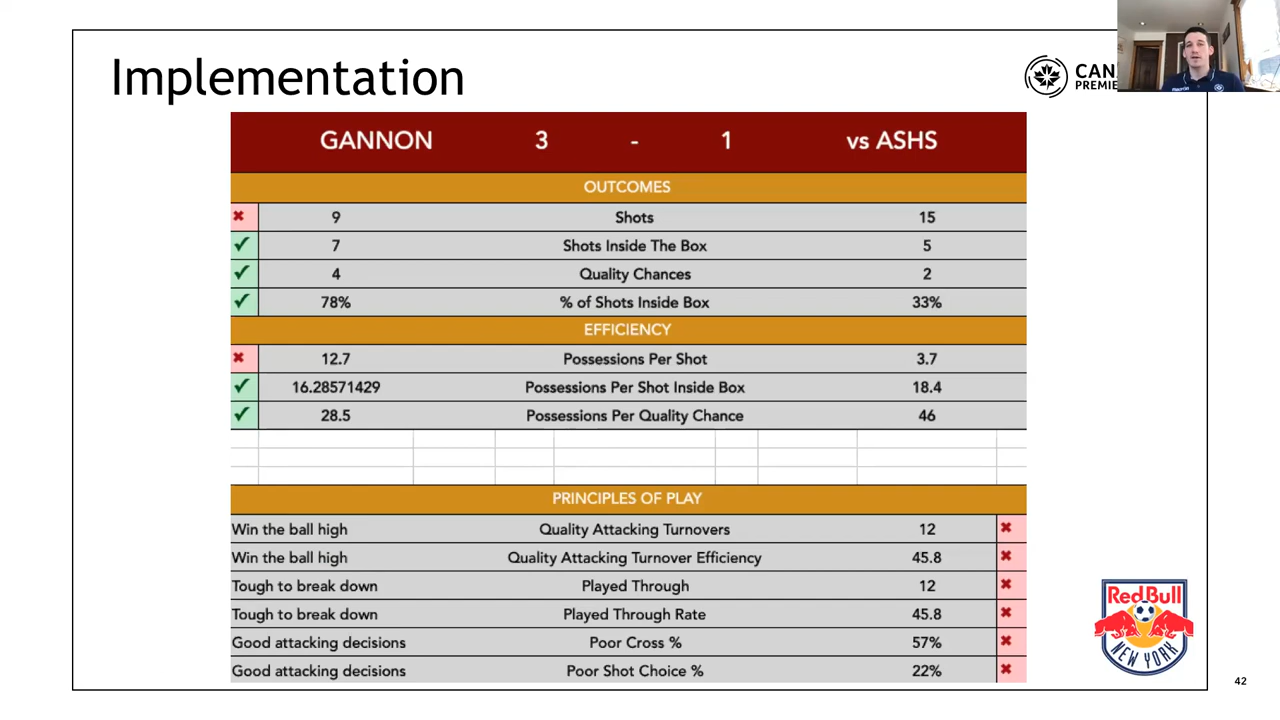 Implementation
CAN
PREMIE
GANNON 3 - 1 vs ASHS
OUTCOMES
9 Shots 15
7 Shots Inside The Box 5
4 Quality Chances 2
78% % of Shots Inside Box 33%
EFFICIENCY
12.7 Possessions Per Shot 3.7
16.28571429 Possessions Per Shot Inside Box 18.4
28.5 Possessions Per Quality Chance 46
PRINCIPLES OF PLAY
Win the ball high Quality Attacking Turnovers 12
Win the ball high Quality Attacking Turnover Efficiency 45.8
Tough to break down Played Through 12
Tough to break down Played Through Rate 45.8
Good attacking decisions Poor Cross % 57%
Good attacking decisions Poor Shot Choice % 22%
Red Bull
NEW YORK
42